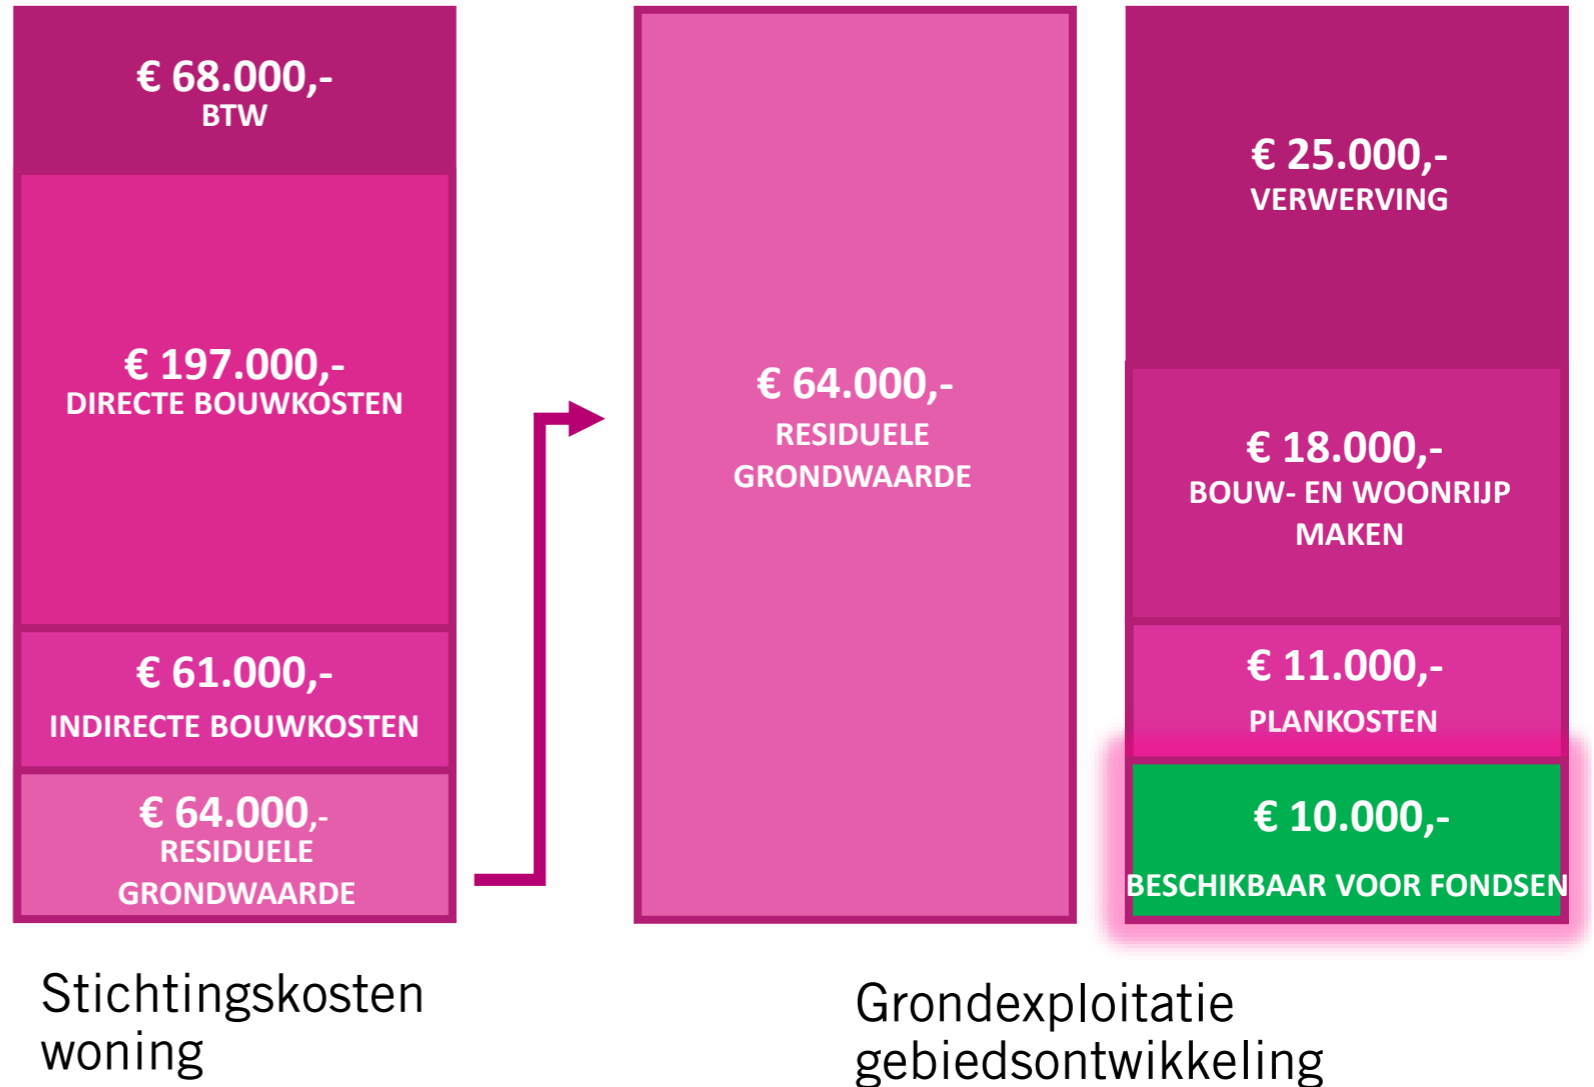 € 68.000,-
BTW
€ 197.000,-
DIRECTE BOUWKOSTEN
€ 61.000,-
INDIRECTE BOUWKOSTEN
€ 64.000,-
RESIDUELE
GRONDWAARDE
Stichtingskosten
woning
€ 64.000,-
RESIDUELE
GRONDWAARDE
€ 25.000,-
VERWERVING
€ 18.000,-
BOUW- EN WOONRIJP
MAKEN
€ 11.000,-
PLANKOSTEN
€ 10.000,-
BESCHIKBAAR VOOR FONDSEN
Grondexploitatie
gebiedsontwikkeling